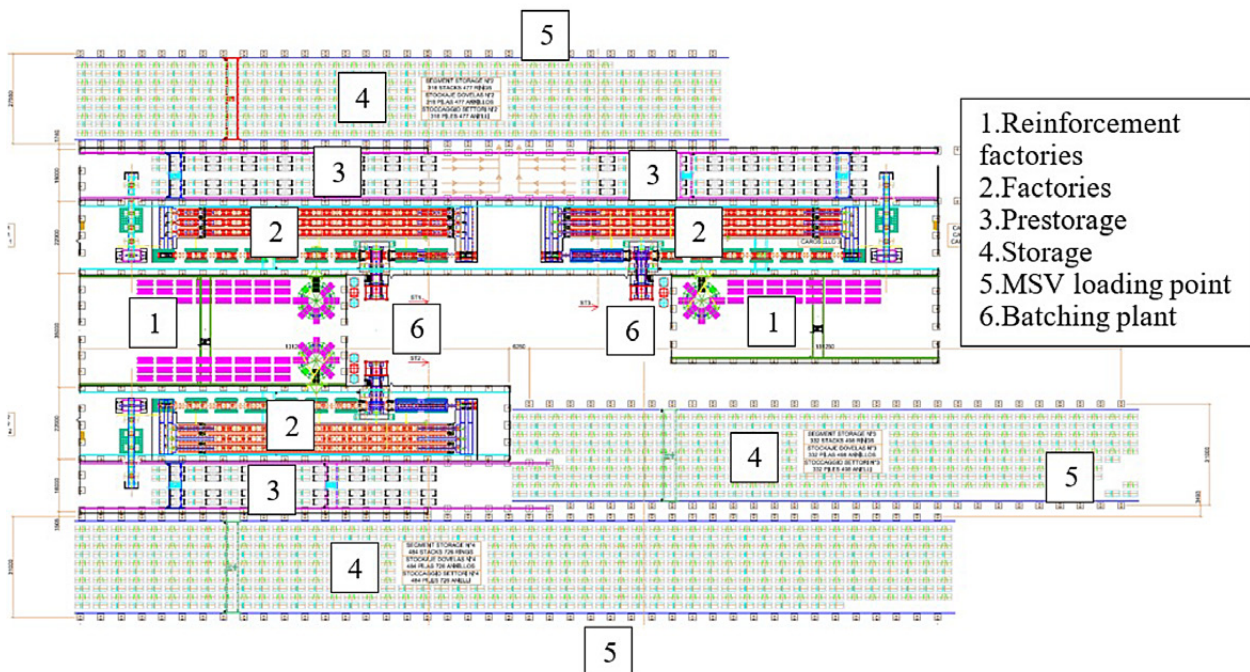 5
4
SEGMENT STORAGE Nº2
318 STACKS 477 RINGS
STOCKAJE DOVELAS Nº2
318 PILAS 477 ANILLOS
STOCCAGGIO SETTORI Nº2
318 PILES 477 ANELLI
1.Reinforcement
factories
2.Factories
3.Prestorage
4.Storage
5.MSV loading point
6.Batching plant
3
3
2
2
1
6
6
1
ST1
ST3
ST2
6250
2
4
SEGMENT STORAGE Nº3
332 STACKS 498 RINGS
STOCKAJE DOVELAS Nº3
332 PILAS 498 ANILLOS
STOCCAGGIO SETTORI Nº3
332 PILES 498 ANELLI
5
3
4
SEGMENT STORAGE Nº4
484 STACKS 726 RINGS
STOCKAJE DOVELAS Nº4
484 PILAS 726 ANILLOS
STOCCAGGIO SETTORI Nº4
484 PILES 726 ANELLI
5